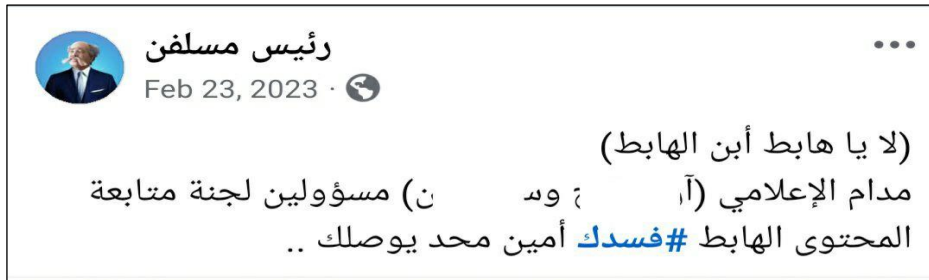 رئيس مسلفن
Feb 23, 2023
(لا يا هابط أبن الهابط)
مدام الإعلامي مسؤولين لجنة متابعة
المحتوى الهابط #فسدك أمين محد يوصلك ..